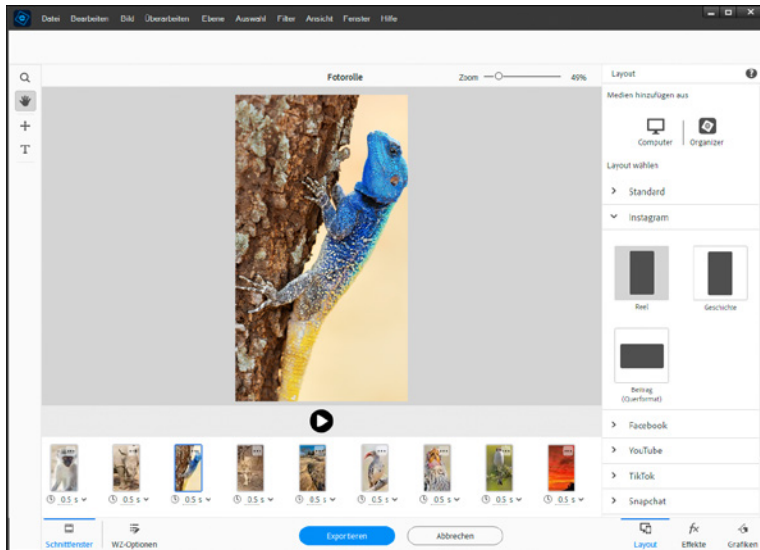 Datei Bearbeiten Bild Überarbeiten Ebene Auswahl Filter Ansicht Fenster Hilfe
Fotorolle
Zoom
49%
Layout
Medien hinzufügen aus
Computer
Organizer
Layout wählen
Standard
Instagram
Reel
Geschichte
Beitrag
(Querformat)
Facebook
YouTube
TikTok
Snapchat
T
0.5 s 0.5 s 0.5 s 0.5 s 0.5 s 0.5 s 0.5 s 0.5 s 0.5 s
Schnittfenster
WZ-Optionen
Exportieren
Abbrechen
Layout
fx
Effekte
Grafiken